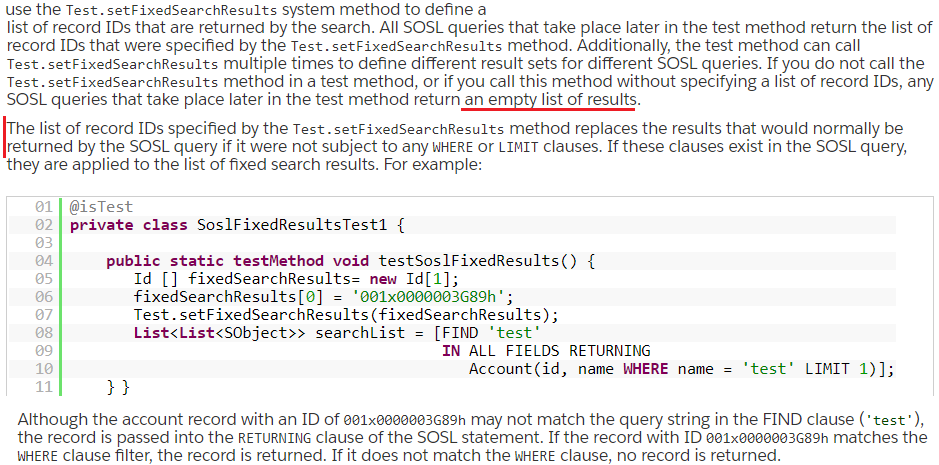 use the Test.setFixedSearchResults system method to define a
list of record IDs that are returned by the search. All SOSL queries that take place later in the test method return the list of
record IDs that were specified by the Test.setFixedSearchResults method. Additionally, the test method can call
Test.setFixedSearchResults multiple times to define different result sets for different SOSL queries. If you do not call the
Test.setFixedSearchResults method in a test method, or if you call this method without specifying a list of record IDs, any
SOSL queries that take place later in the test method return an empty list of results.
The list of record IDs specified by the Test.setFixedSearchResults method replaces the results that would normally be
returned by the SOSL query if it were not subject to any WHERE or LIMIT clauses. If these clauses exist in the SOSL query,
they are applied to the list of fixed search results. For example:
01 @isTest
02 private class SoslFixedResultsTest1 {
03
04     public static testMethod void testSoslFixedResults() {
05        Id [] fixedSearchResults= new Id[1];
06        fixedSearchResults[0] = '001x0000003G89h';
07        Test.setFixedSearchResults(fixedSearchResults);
08        List<List<SObject>> searchList = [FIND 'test'
09                                          IN ALL FIELDS RETURNING
10                                             Account(id, name WHERE name = 'test' LIMIT 1)];
11     } }
Although the account record with an ID of 001x0000003G89h may not match the query string in the FIND clause ('test'),
the record is passed into the RETURNING clause of the SOSL statement. If the record with ID 001x0000003G89h matches the
WHERE clause filter, the record is returned. If it does not match the WHERE clause, no record is returned.